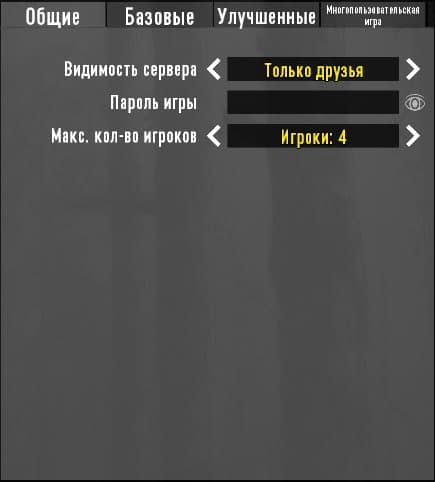 Общие
Базовые
Улучшенные
Многопользовательская
игра
Видимость сервера
Только друзья
Пароль игры
Макс. кол-во игроков
Игроки: 4